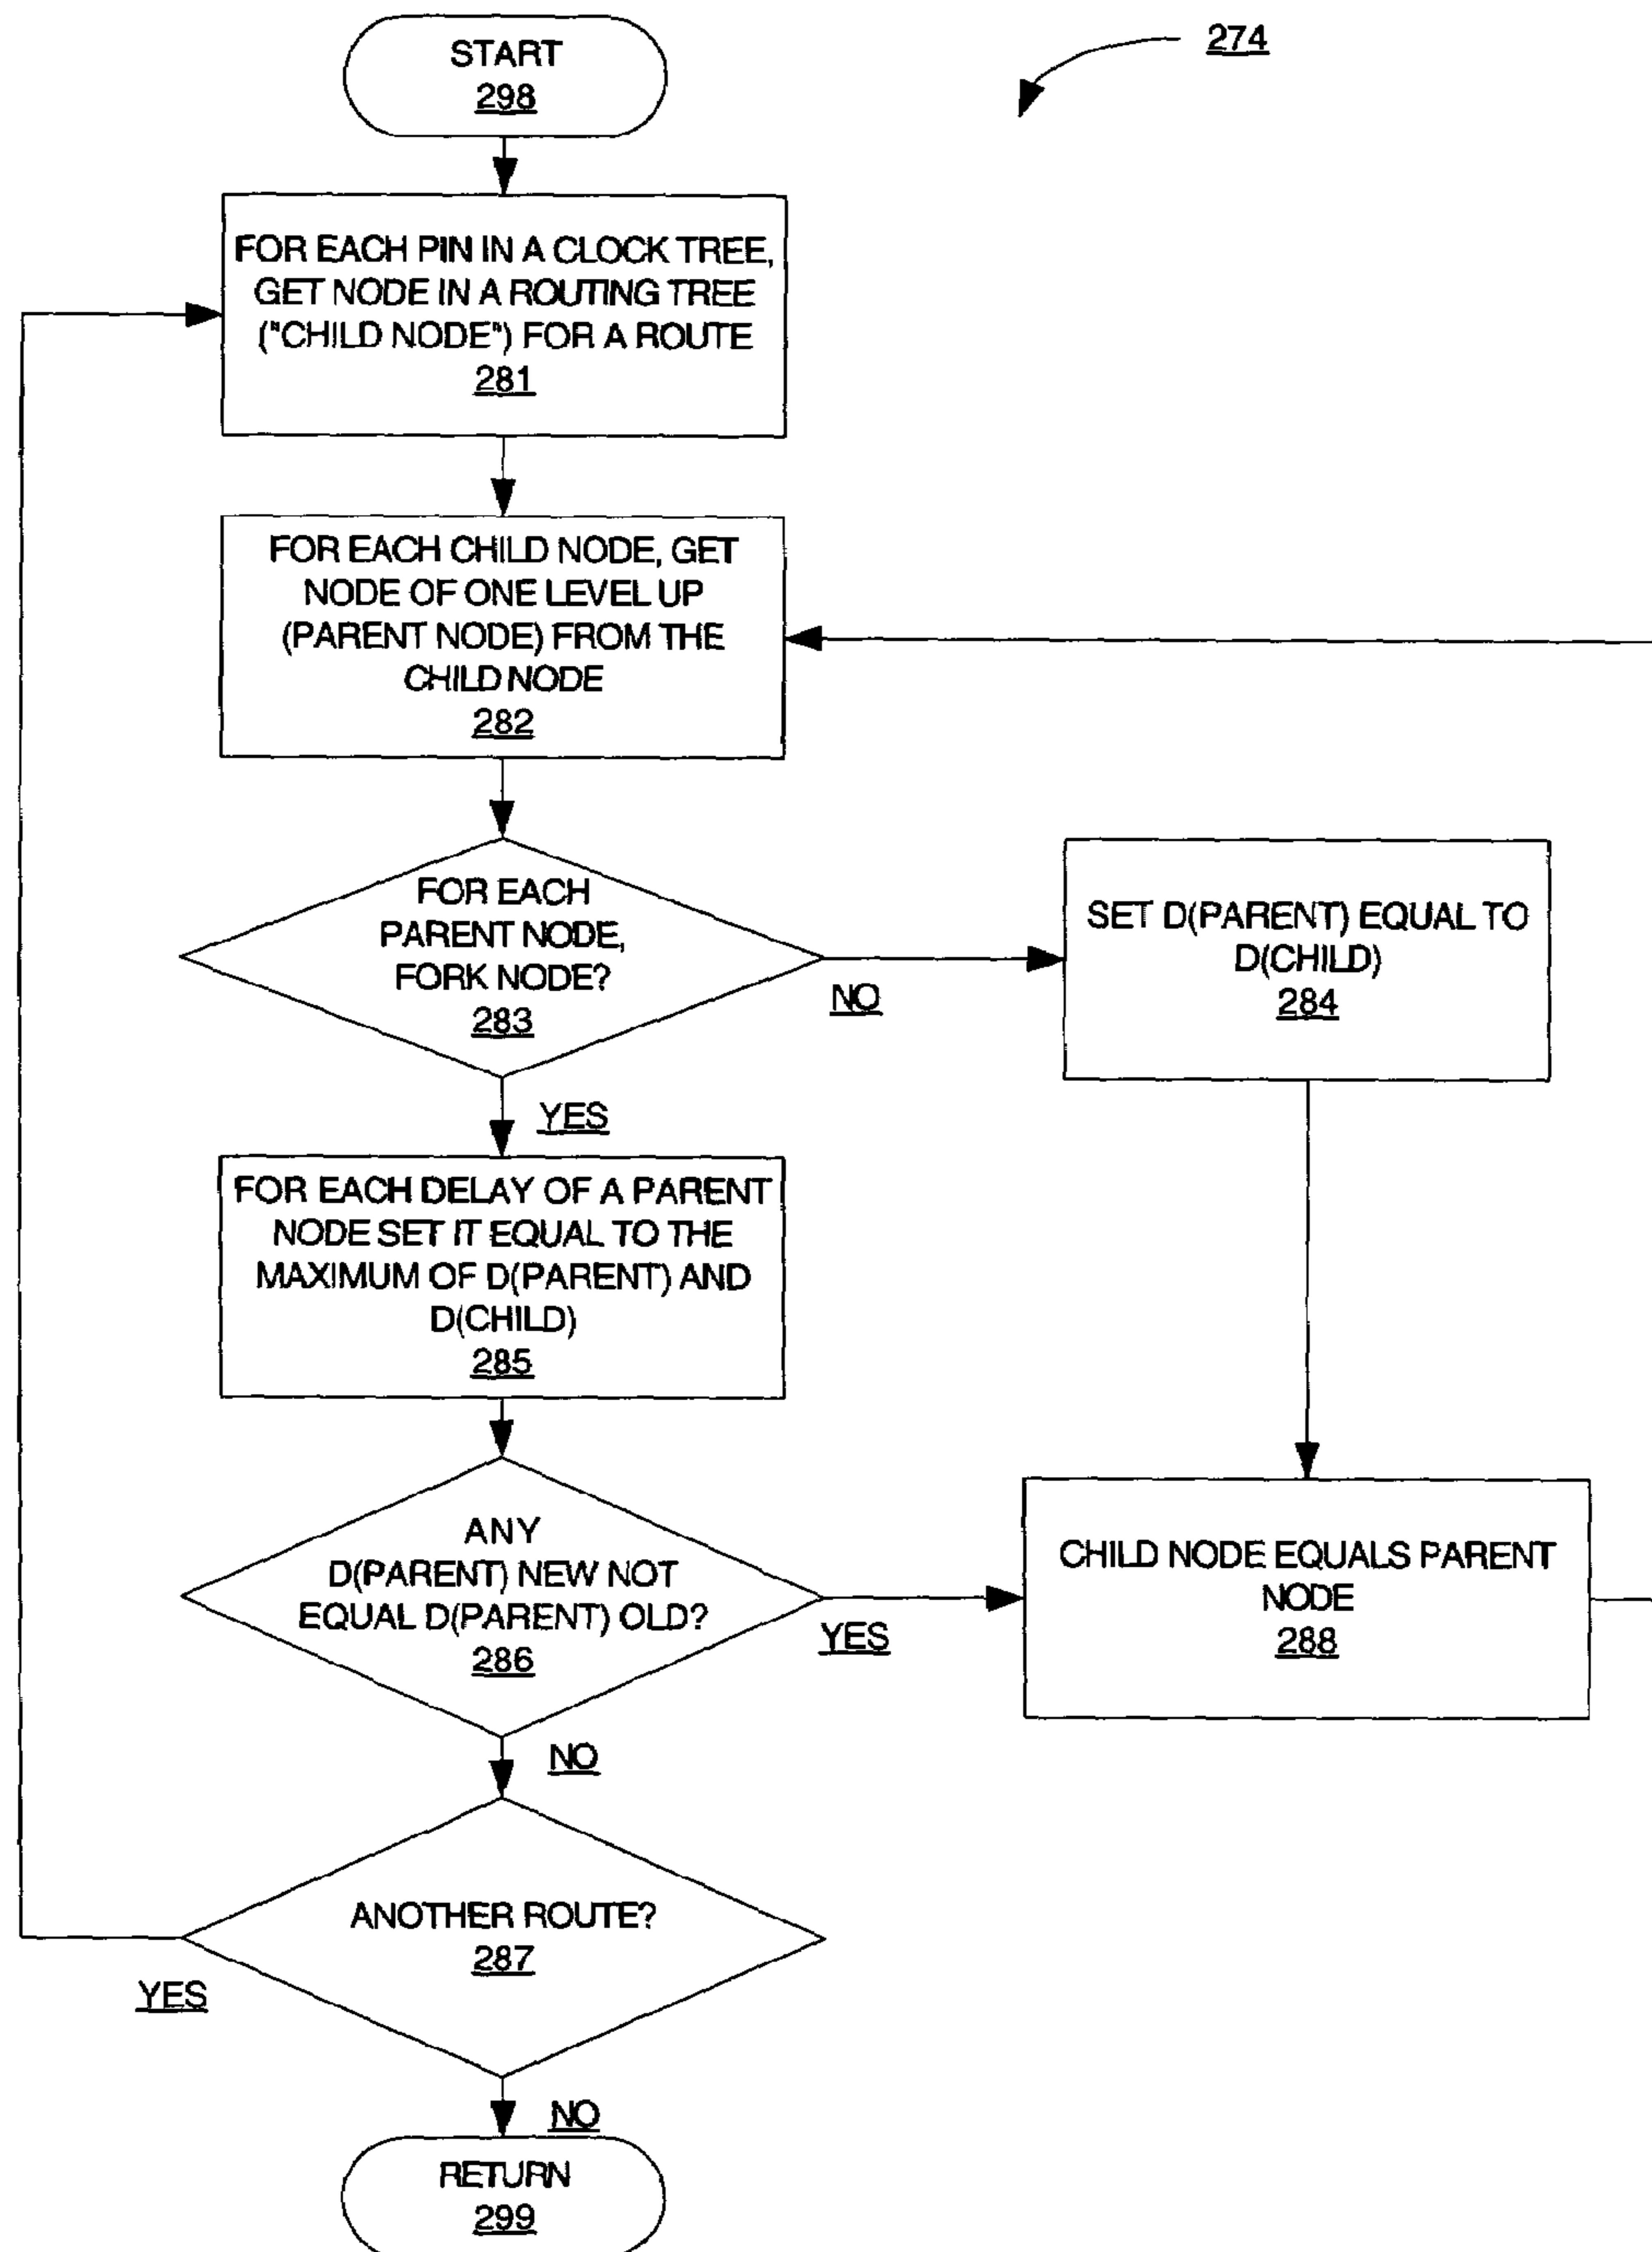 START
298
274
FOR EACH PIN IN A CLOCK TREE,
GET NODE IN A ROUTING TREE
("CHILD NODE") FOR A ROUTE
281
FOR EACH CHILD NODE, GET
NODE OF ONE LEVEL UP
(PARENT NODE) FROM THE
CHILD NODE
282
FOR EACH
PARENT NODE,
FORK NODE?
283
NO
SET D(PARENT) EQUAL TO
D(CHILD)
284
YES
FOR EACH DELAY OF A PARENT
NODE SET IT EQUAL TO THE
MAXIMUM OF D(PARENT) AND
D(CHILD)
285
ANY
D(PARENT) NEW NOT
EQUAL D(PARENT) OLD?
286
YES
CHILD NODE EQUALS PARENT
NODE
288
NO
ANOTHER ROUTE?
287
YES
NO
RETURN
299